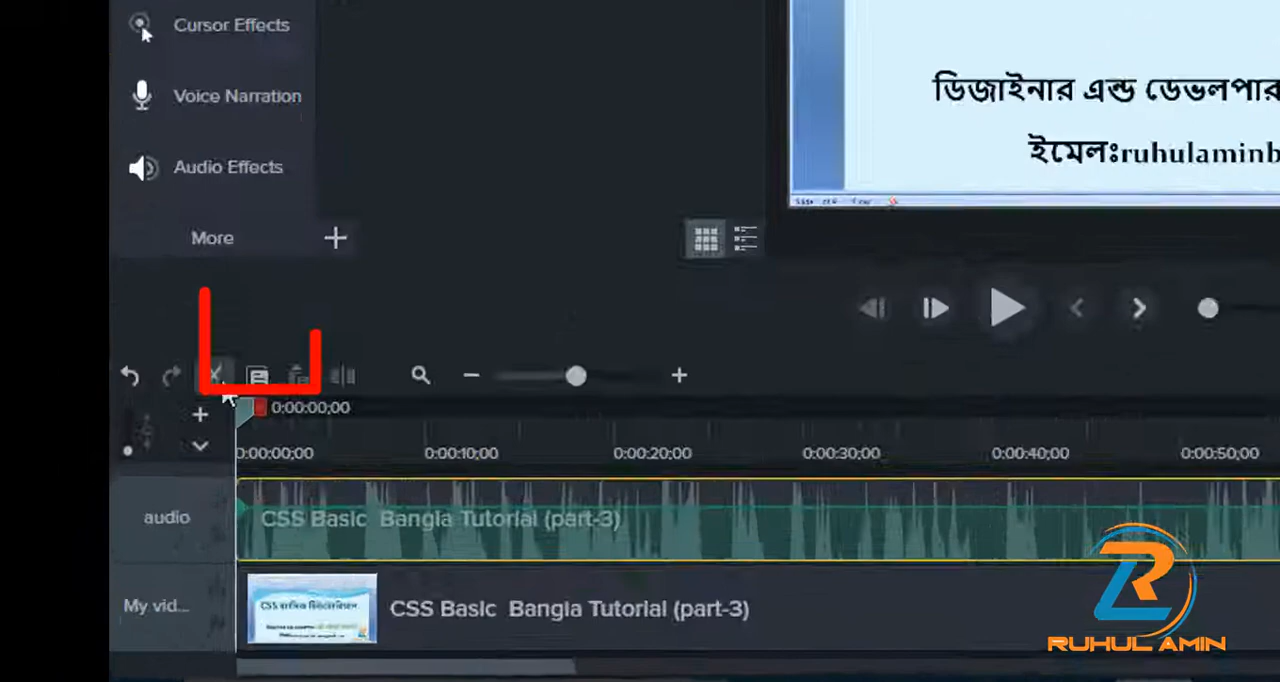 Cursor Effects
Voice Narration
Audio Effects
More
ডিজাইনার এন্ড ডেভলপার
ইমেলঃruhulaminb
0:00:00;00
0:00:00;00 0:00:10;00 0:00:20;00 0:00:30;00 0:00:40;00 0:00:50;00
audio
CSS Basic Bangla Tutorial (part-3)
My vid...
CSS Basic Bangla Tutorial (part-3)
RUHUL AMIN